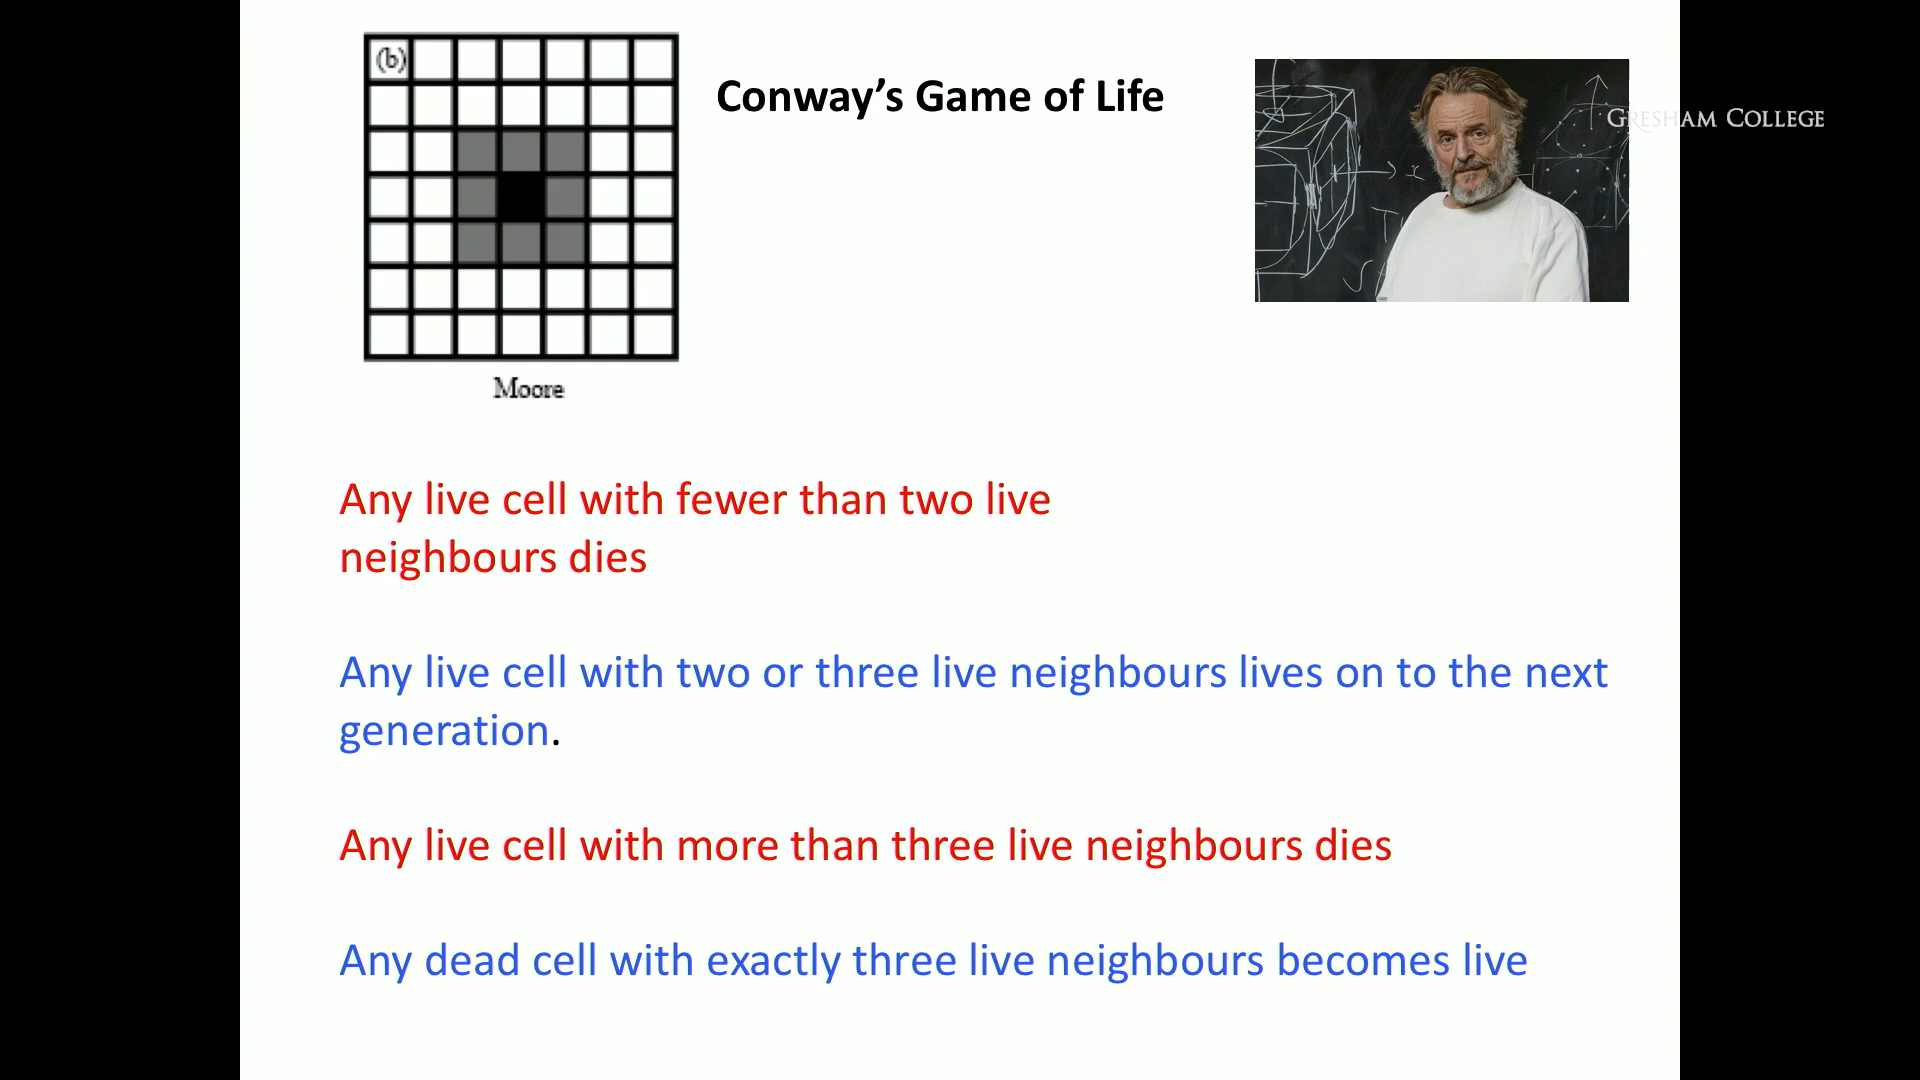 (b)
Conway’s Game of Life
GRESHAM COLLEGE
x
Moore
Any live cell with fewer than two live
neighbours dies
Any live cell with two or three live neighbours lives on to the next
generation.
Any live cell with more than three live neighbours dies
Any dead cell with exactly three live neighbours becomes live